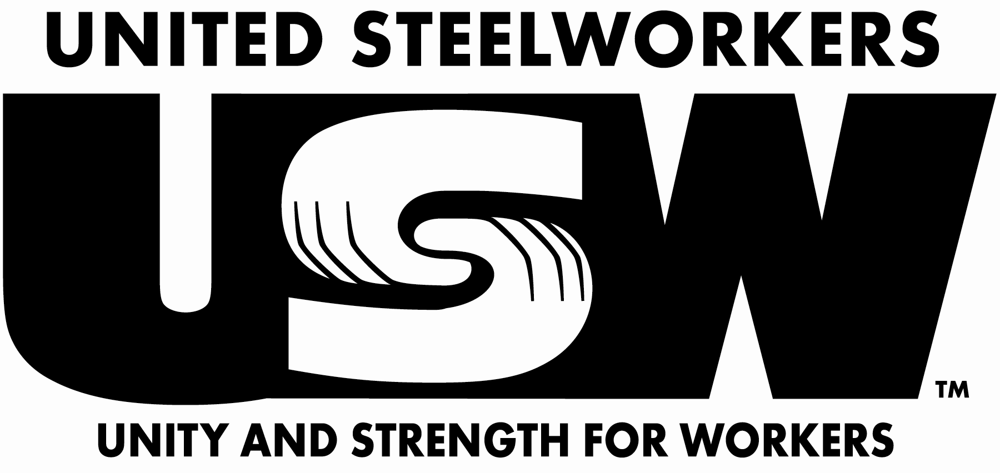 UNITED STEELWORKERS
USW
TM
UNITY AND STRENGTH FOR WORKERS